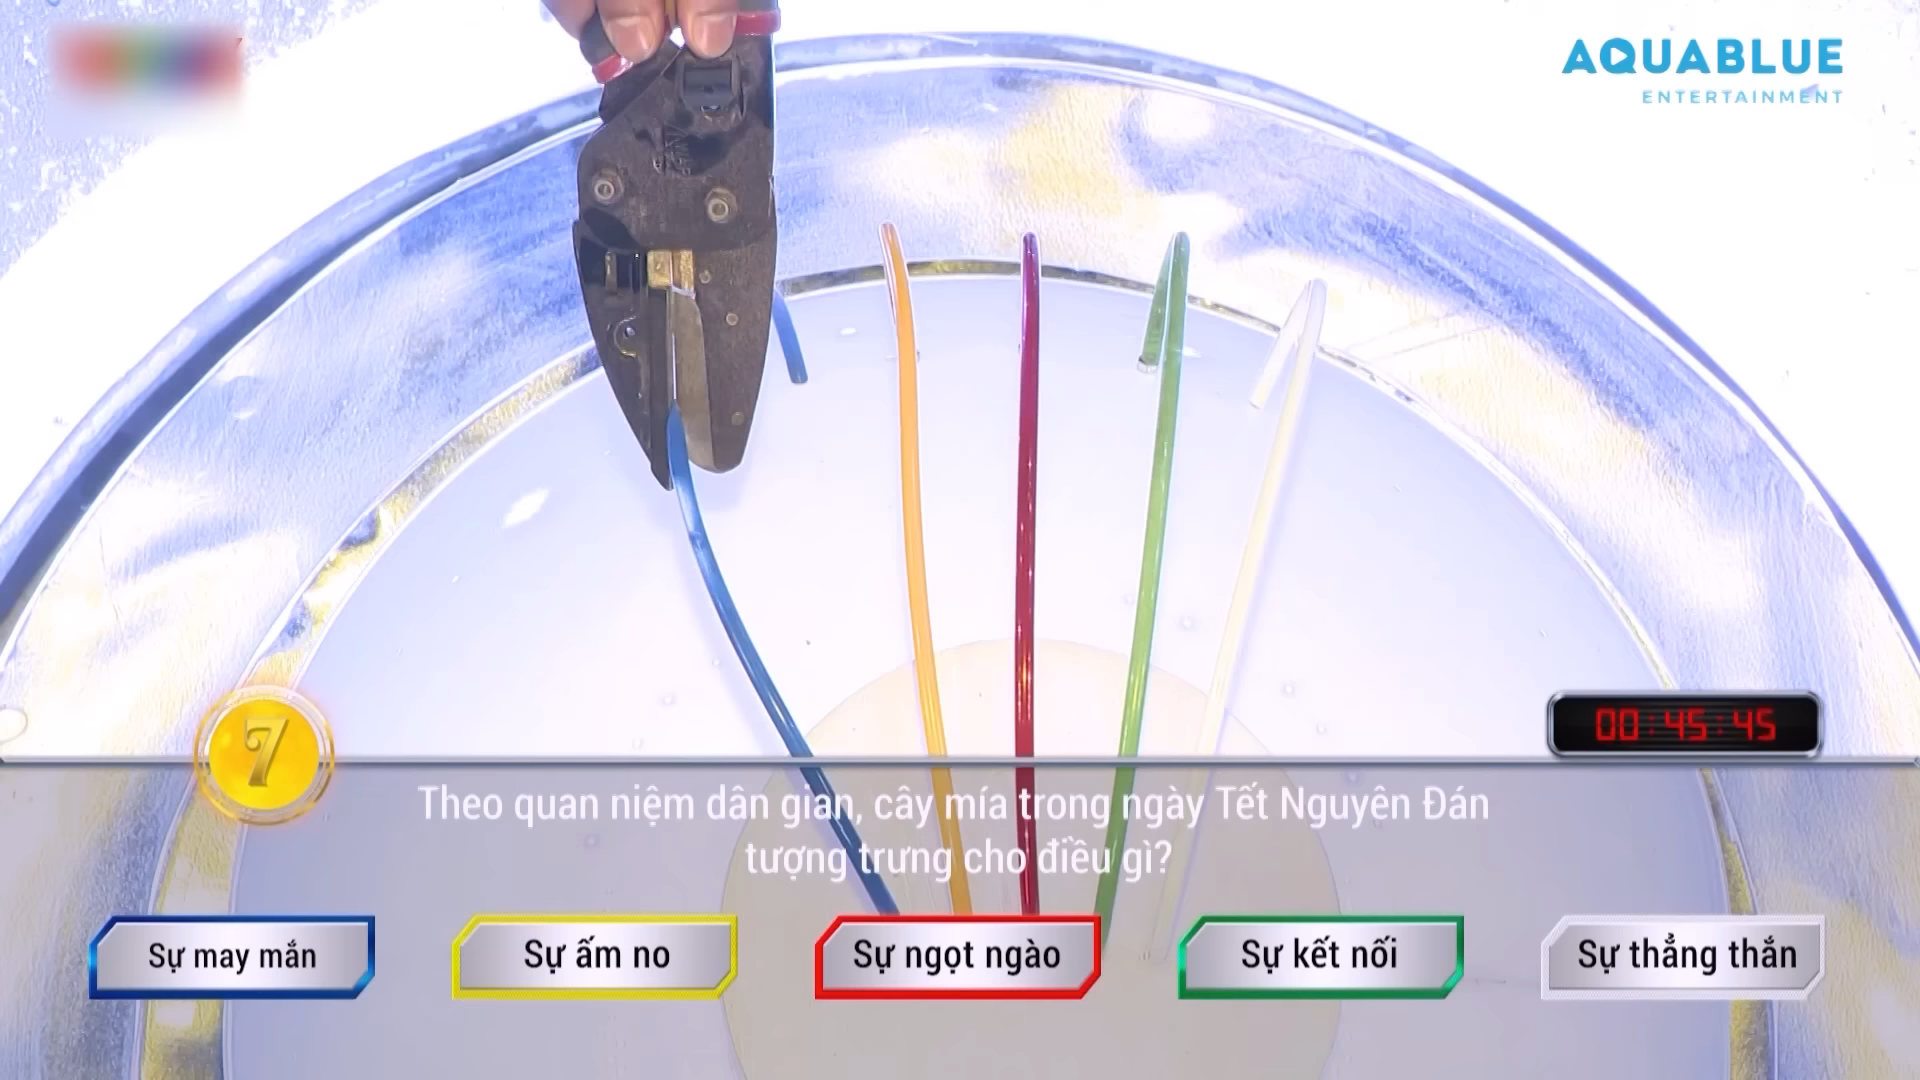 AQUABLUE
ENTERTAINMENT
7
00:45:45
Theo quan niệm dân gian, cây mía trong ngày Tết Nguyên Đán
tượng trưng cho điều gì?
Sự may mắn
Sự ấm no
Sự ngọt ngào
Sự kết nối
Sự thẳng thắn